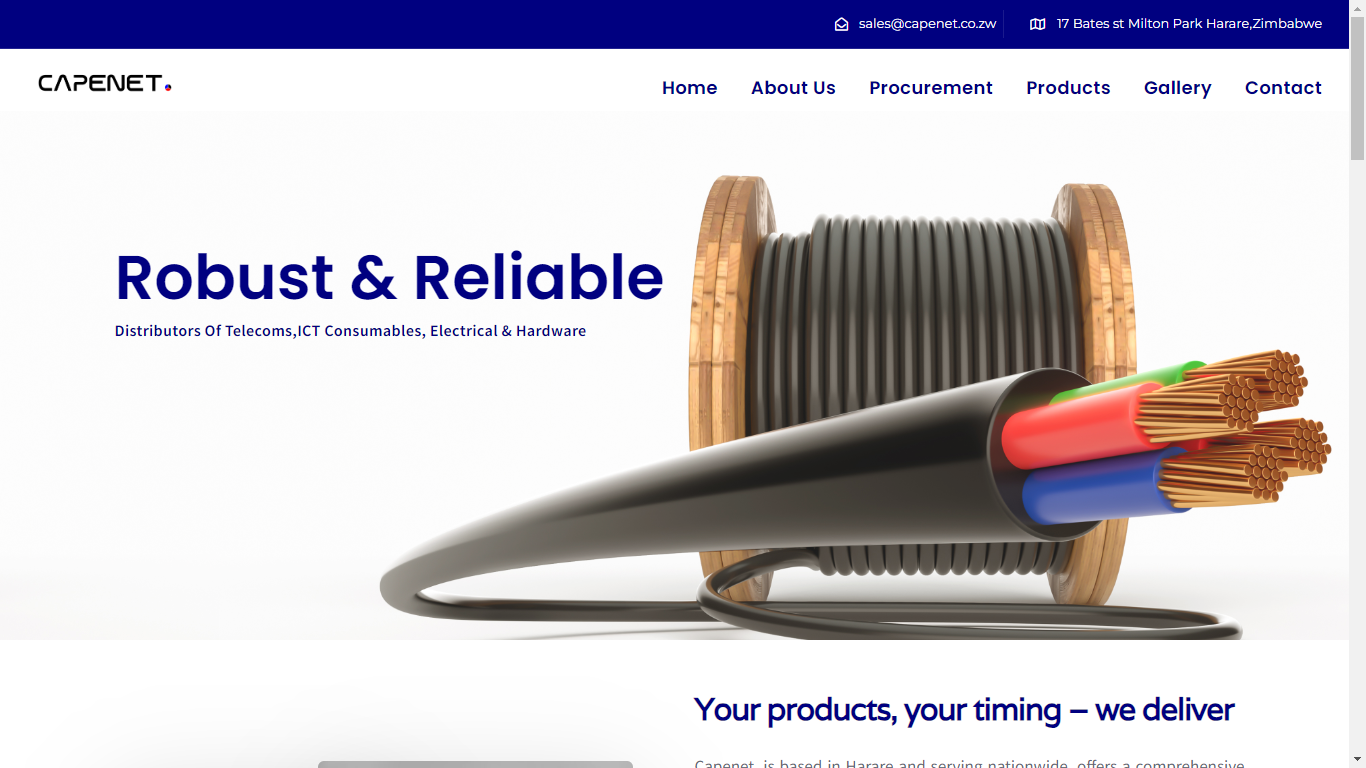 sales@capenet.co.zw
17 Bates st Milton Park Harare,Zimbabwe
CAPENET
Home
About Us
Procurement
Products
Gallery
Contact
Robust & Reliable
Distributors Of Telecoms,ICT Consumables, Electrical & Hardware
Your products, your timing – we deliver
Capenet, is based in Harare and serving nationwide, offers a comprehensive